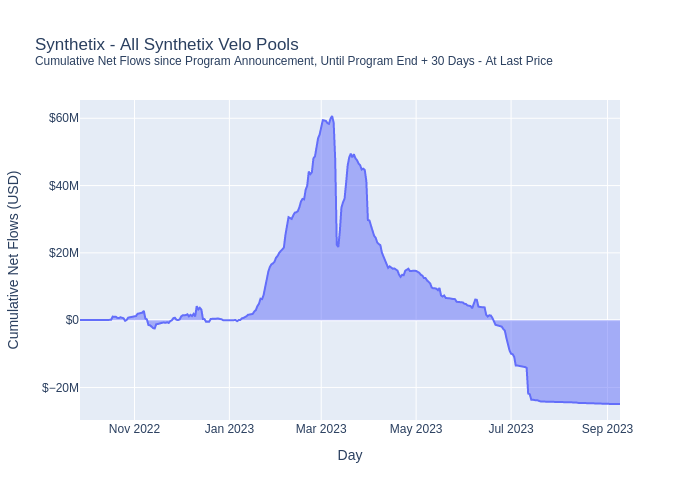 Synthetix - All Synthetix Velo Pools
Cumulative Net Flows since Program Announcement, Until Program End + 30 Days - At Last Price
Cumulative Net Flows (USD)
$60M
$40M
$20M
$0
$−20M
Nov 2022
Jan 2023
Mar 2023
May 2023
Jul 2023
Sep 2023
Day